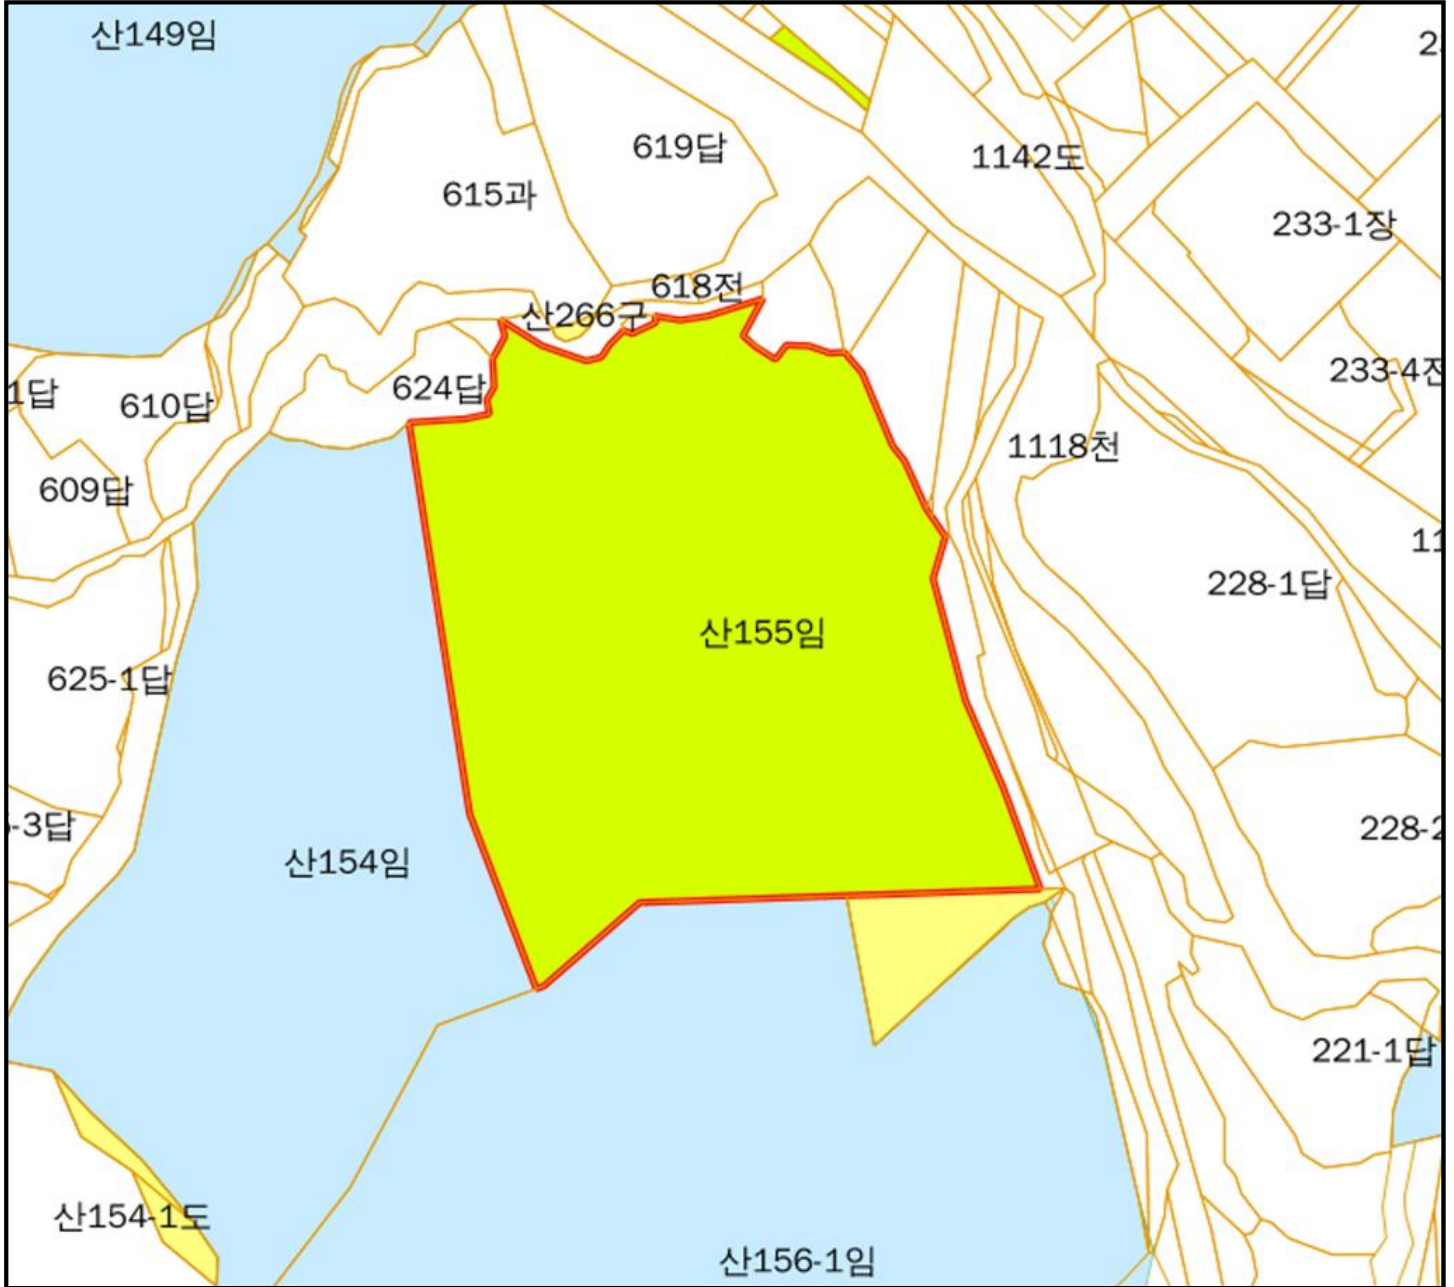 산149임
619답
1142도
615과
233-1장
618전
산266구
624답
1답
610답
1118천
609답
228-1답
산155임
625-1답
-3답
산154임
221-1답
산154-1도
산156-1임